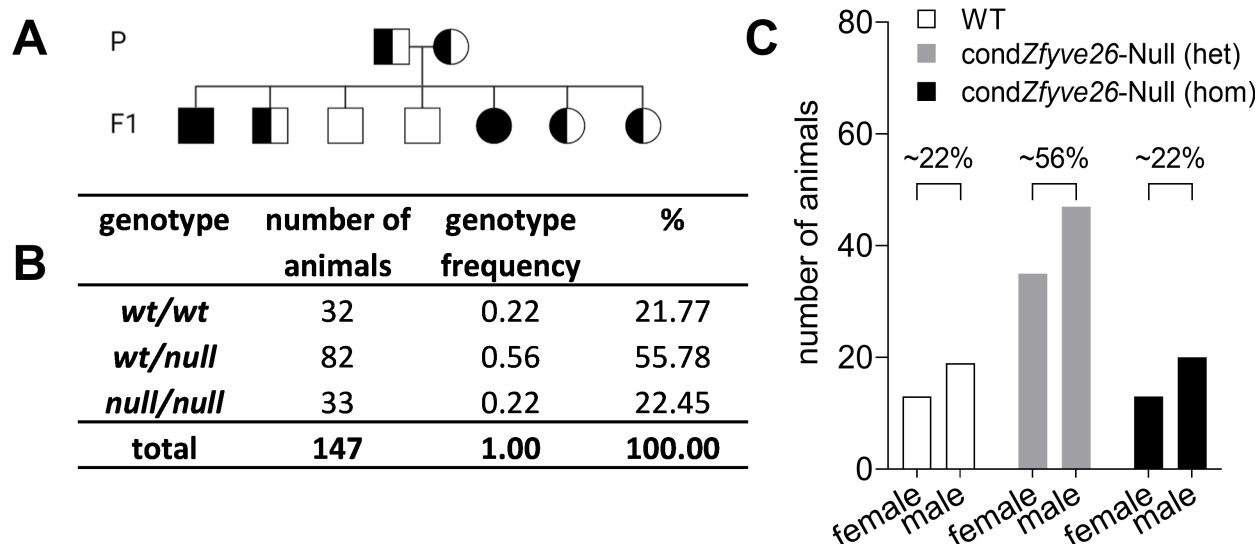 A
P
F1
B
genotype number of genotype %
animals frequency
wt/wt 32 0.22 21.77
wt/null 82 0.56 55.78
null/null 33 0.22 22.45
total 147 1.00 100.00
C
WT
condZfyve26-Null (het)
condZfyve26-Null (hom)
number of animals
80
60
40
20
0
~22% ~56% ~22%
female male female male female male